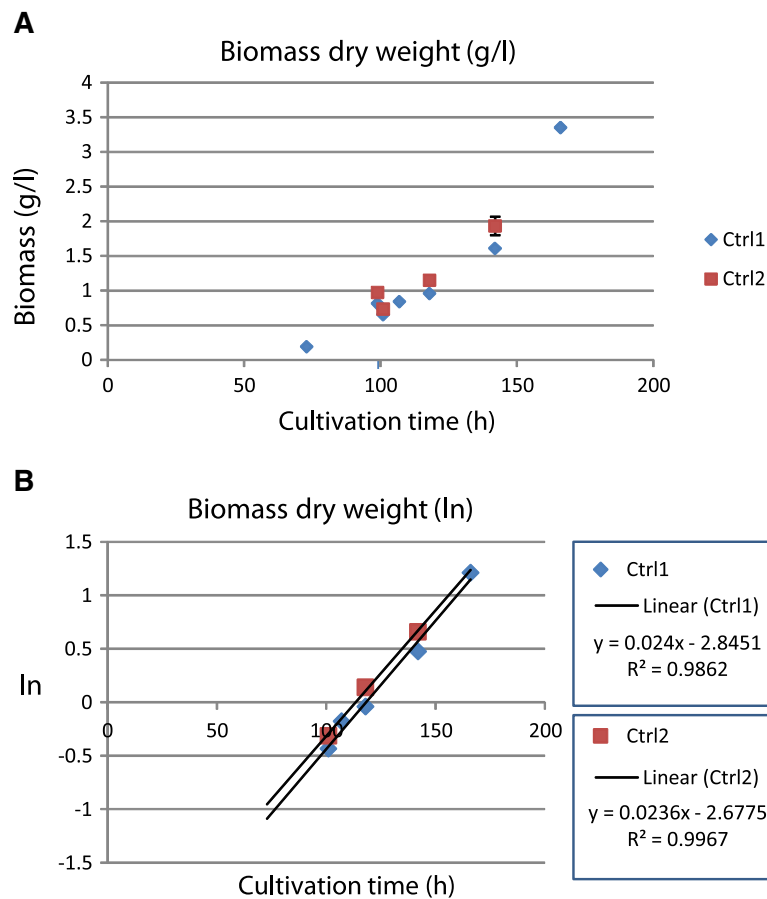 A
Biomass dry weight (g/l)
4
3.5
3
2.5
2
1.5
1
0.5
0
Biomass (g/l)
0 50 100 150 200
Cultivation time (h)
Ctrl1
Ctrl2
B
Biomass dry weight (ln)
1.5
1
0.5
0
-0.5
-1
-1.5
ln
0 50 100 150 200
Cultivation time (h)
Ctrl1
Linear (Ctrl1)
y = 0.024x - 2.8451
R² = 0.9862
Ctrl2
Linear (Ctrl2)
y = 0.0236x - 2.6775
R² = 0.9967